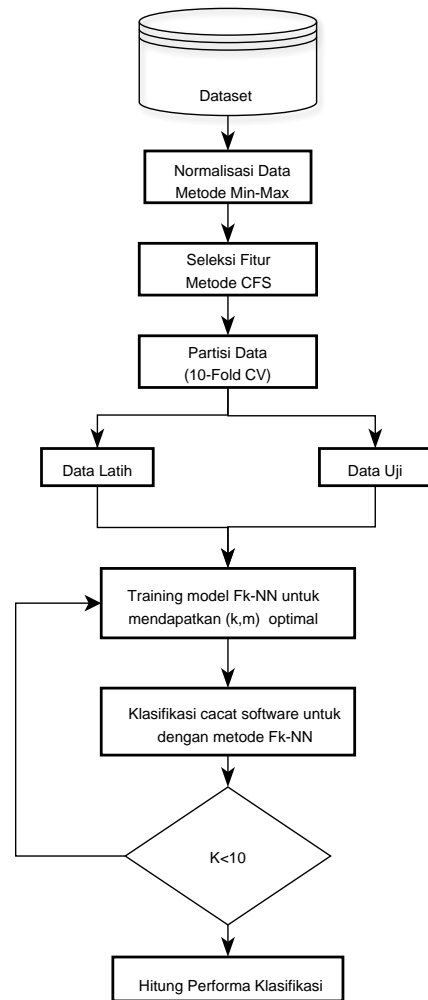 Dataset
Normalisasi Data
Metode Min-Max
Seleksi Fitur
Metode CFS
Partisi Data
(10-Fold CV)
Data Latih
Data Uji
Training model Fk-NN untuk
mendapatkan (k,m) optimal
Klasifikasi cacat software untuk
dengan metode Fk-NN
K<10
Hitung Performa Klasifikasi